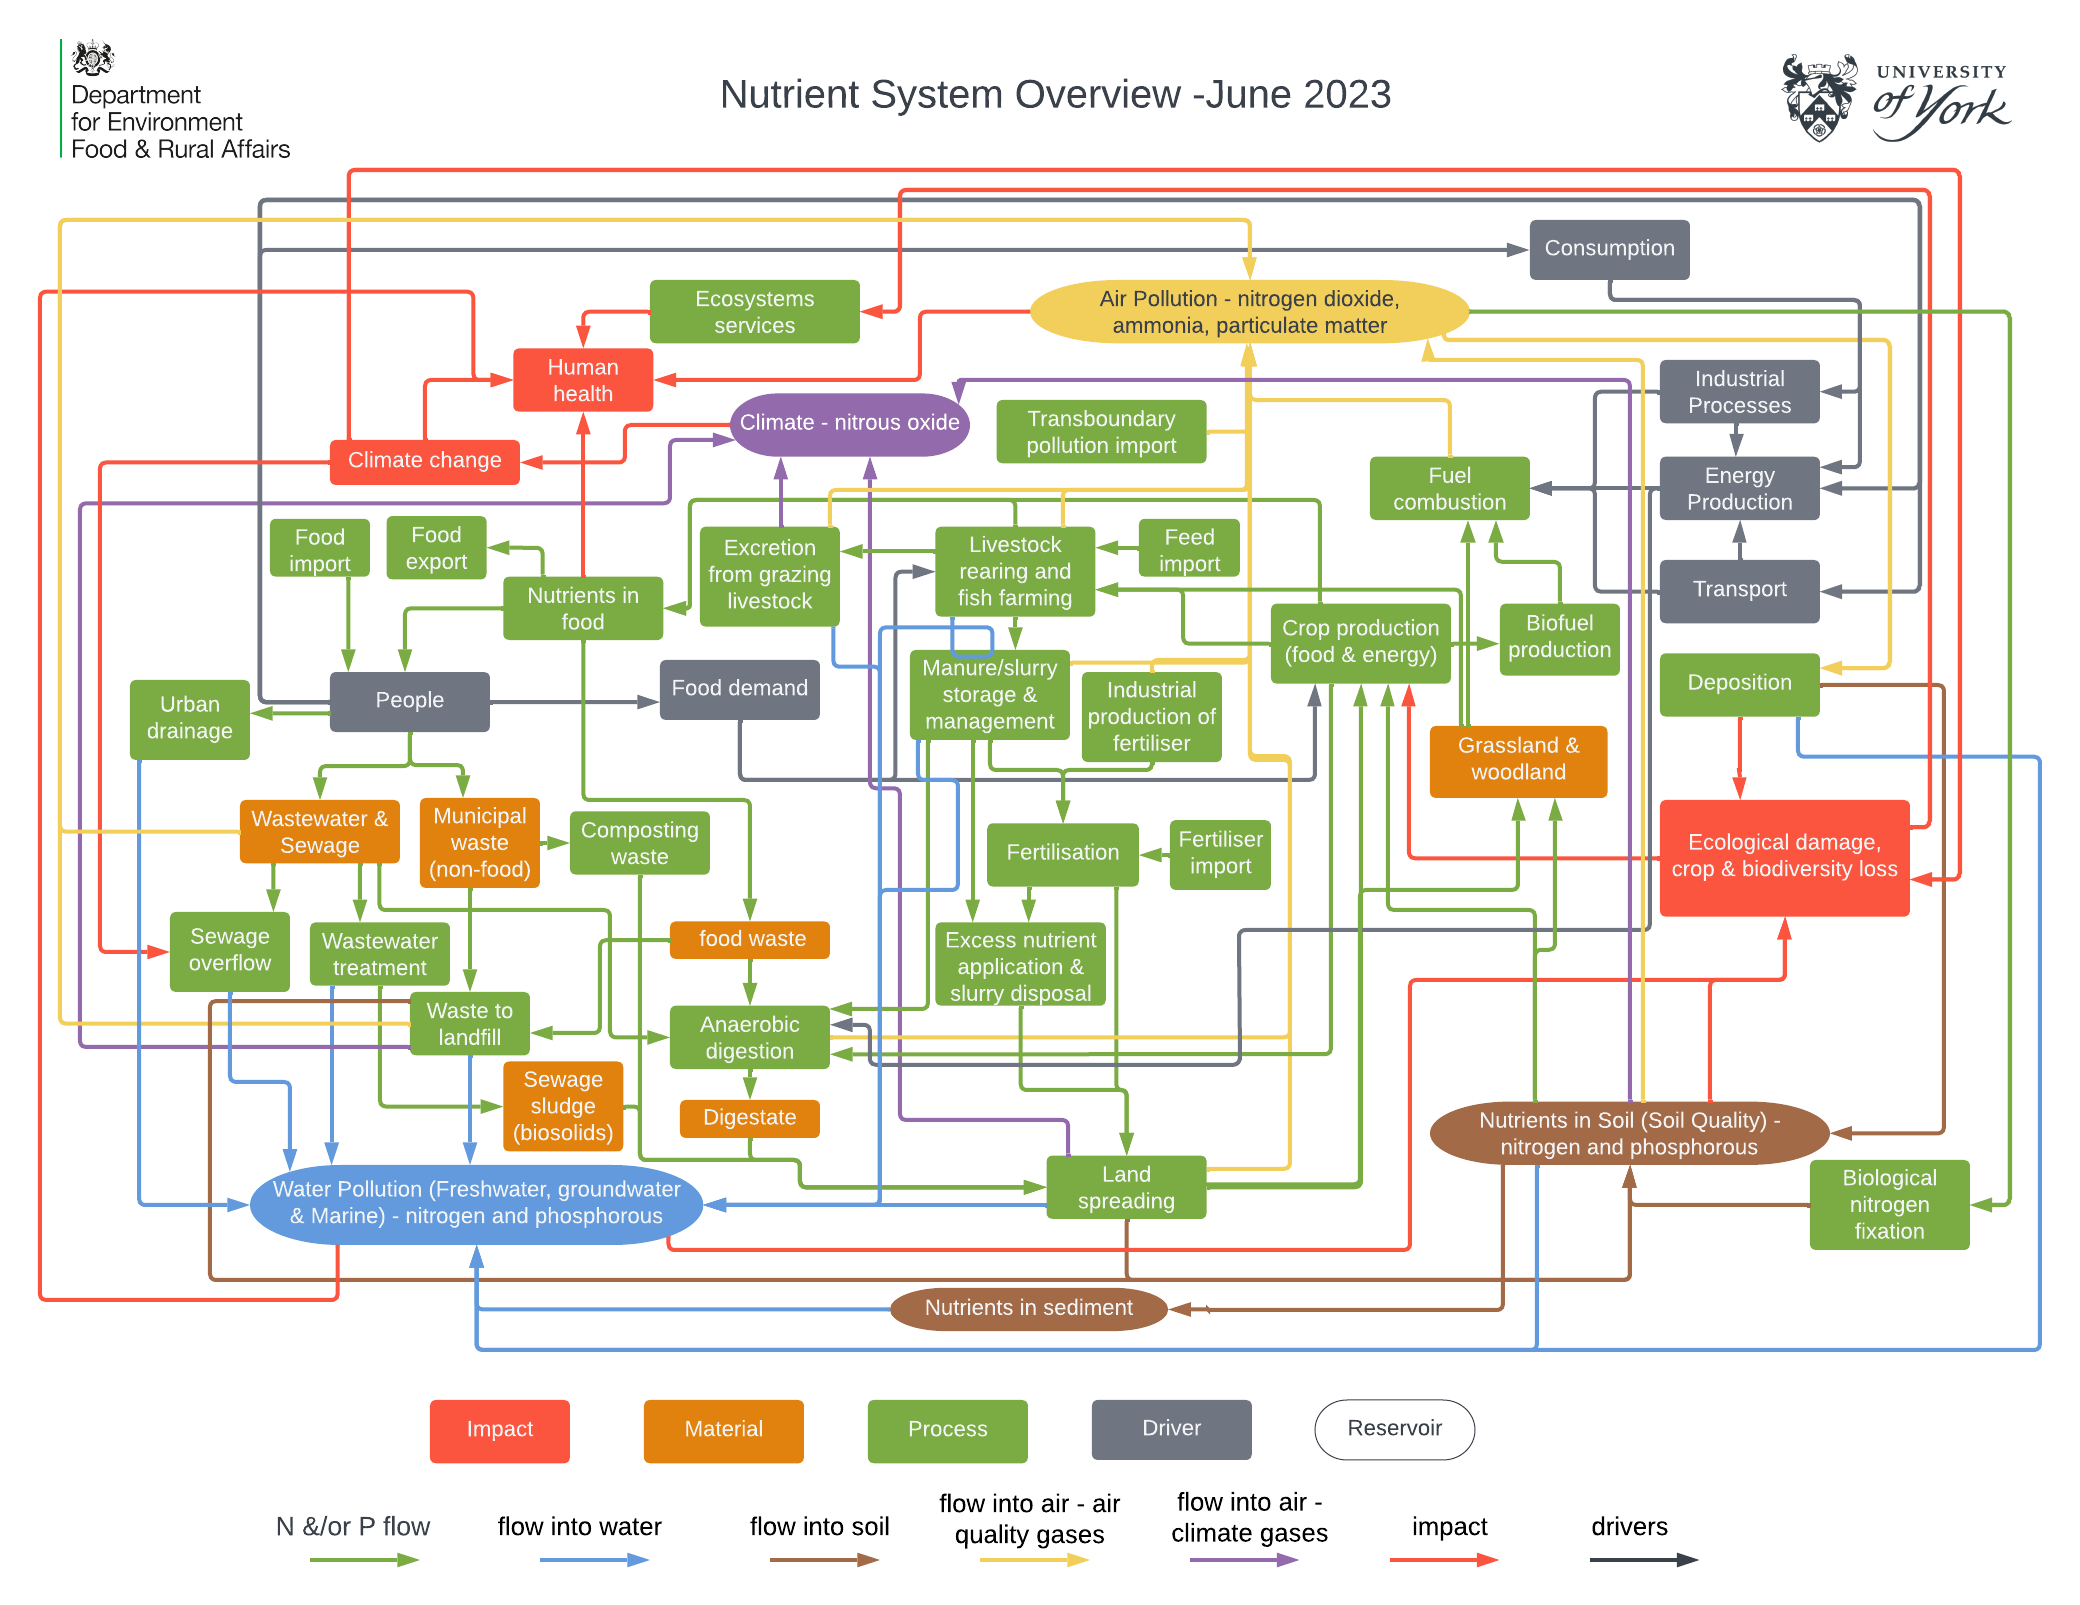 Department
for Environment
Food & Rural Affairs
Nutrient System Overview -June 2023
UNIVERSITY
of York
Consumption
Ecosystems
services
Air Pollution - nitrogen dioxide,
ammonia, particulate matter
Human
health
Industrial
Processes
Climate - nitrous oxide
Transboundary
pollution import
Climate change
Fuel
combustion
Energy
Production
Food
import
Food
export
Excretion
from grazing
livestock
Livestock
rearing and
fish farming
Feed
import
Nutrients in
food
Transport
Crop production
(food & energy)
Biofuel
production
People
Food demand
Manure/slurry
storage &
management
Industrial
production of
fertiliser
Deposition
Urban
drainage
Grassland &
woodland
Wastewater &
Sewage
Municipal
waste
(non-food)
Composting
waste
Fertilisation
Fertiliser
import
Ecological damage,
crop & biodiversity loss
Sewage
overflow
Wastewater
treatment
food waste
Excess nutrient
application &
slurry disposal
Waste to
landfill
Anaerobic
digestion
Sewage
sludge
(biosolids)
Digestate
Nutrients in Soil (Soil Quality) -
nitrogen and phosphorous
Land
spreading
Water Pollution (Freshwater, groundwater
& Marine) - nitrogen and phosphorous
Biological
nitrogen
fixation
Nutrients in sediment
Impact
Material
Process
Driver
Reservoir
N &/or P flow
flow into water
flow into soil
flow into air - air
quality gases
flow into air -
climate gases
impact
drivers